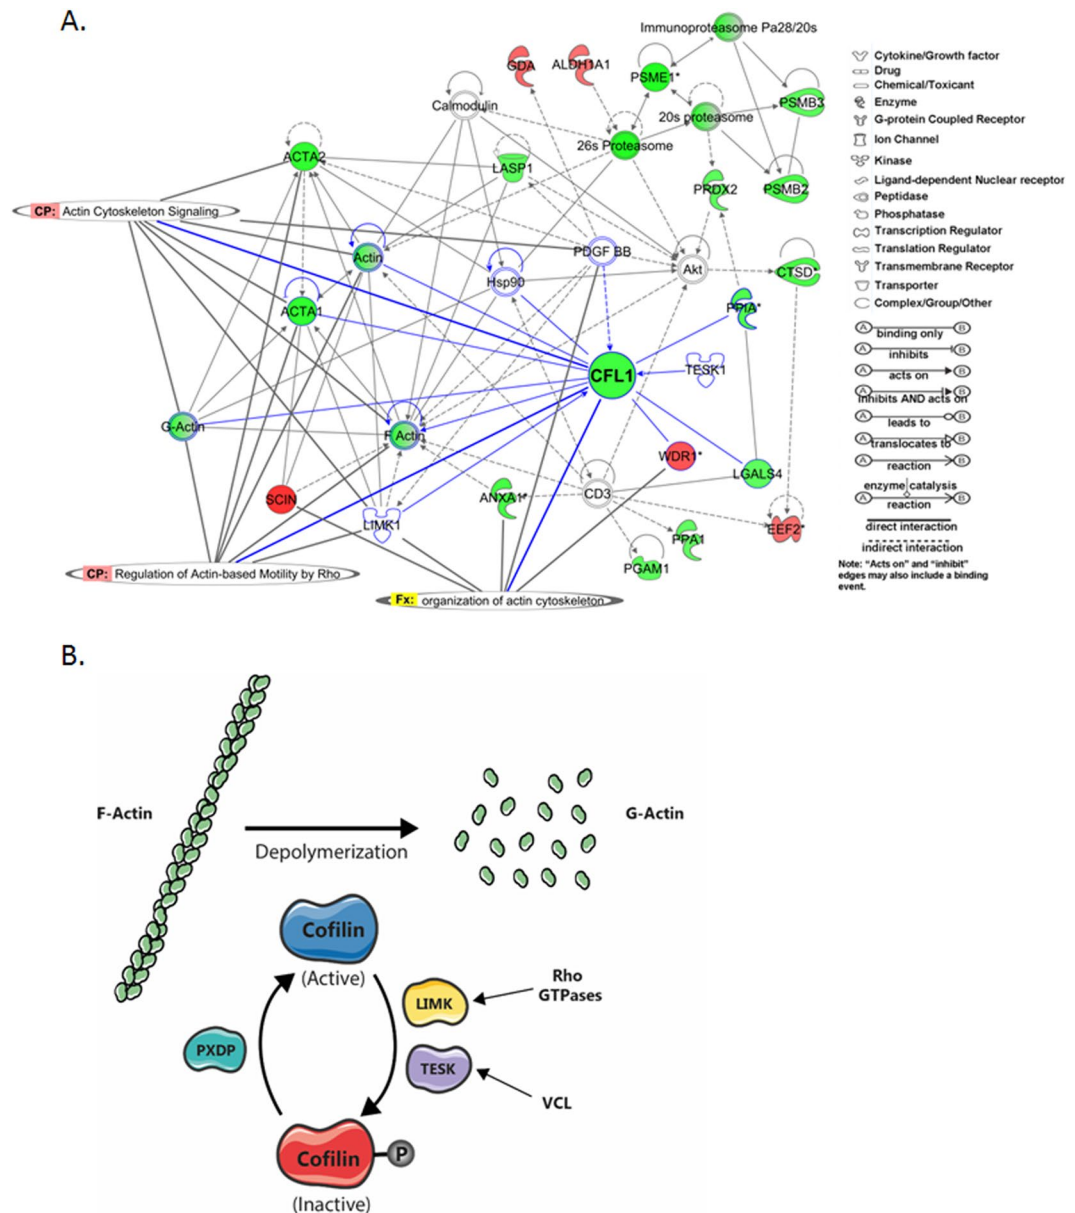 A.
Immunoproteasome Pa28/20s
GDA
ALDH1A1
PSME1*
Calmodulin
PSMB3
20s proteasome
26s Proteasome
ACTA2
LASP1
PRDX2
PSMB2
CP: Actin Cytoskeleton Signaling
Actin
PDGF BB
Hsp90
Akt
CTSD*
ACTA1
PPIA*
CFL1
TESK1
G-Actin
F Actin
WDR1*
LGALS4
SCIN
ANXA1*
CD3
LIMK1
EEF2*
PPA1
PGAM1
CP: Regulation of Actin-based Motility by Rho
Fx: organization of actin cytoskeleton
Cytokine/Growth factor
Drug
Chemical/Toxicant
Enzyme
G-protein Coupled Receptor
Ion Channel
Kinase
Ligand-dependent Nuclear receptor
Peptidase
Phosphatase
Transcription Regulator
Translation Regulator
Transmembrane Receptor
Transporter
Complex/Group/Other
A B
binding only
A B
inhibits
A B
acts on
A B
inhibits AND acts on
A B
leads to
A B
translocates to
A B
reaction
enzyme catalysis
A B
reaction
direct interaction
indirect interaction
Note: “Acts on” and “inhibit”
edges may also include a binding
event.
B.
F-Actin
G-Actin
Depolymerization
Cofilin
(Active)
Rho
GTPases
LIMK
PXDP
TESK
VCL
Cofilin
P
(Inactive)